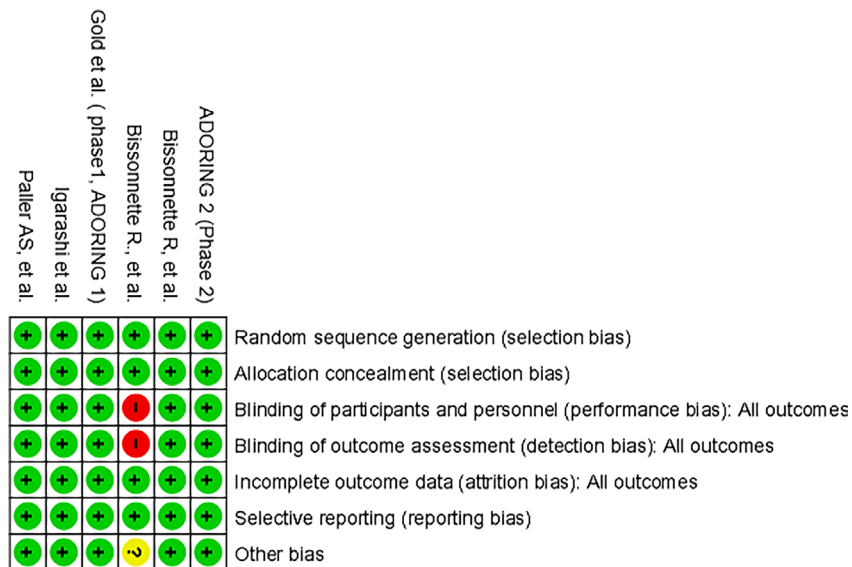 Paller AS, et al.
Igarashi et al.
Gold et al. ( phase1, ADORING 1)
Bissonnette R., et al.
Bissonnette R, et al.
ADORING 2 (Phase 2)
+ + + + + + Random sequence generation (selection bias)
+ + + + + + Allocation concealment (selection bias)
+ + + - + + Blinding of participants and personnel (performance bias): All outcomes
+ + + - + + Blinding of outcome assessment (detection bias): All outcomes
+ + + + + + Incomplete outcome data (attrition bias): All outcomes
+ + + + + + Selective reporting (reporting bias)
+ + + ? + + Other bias